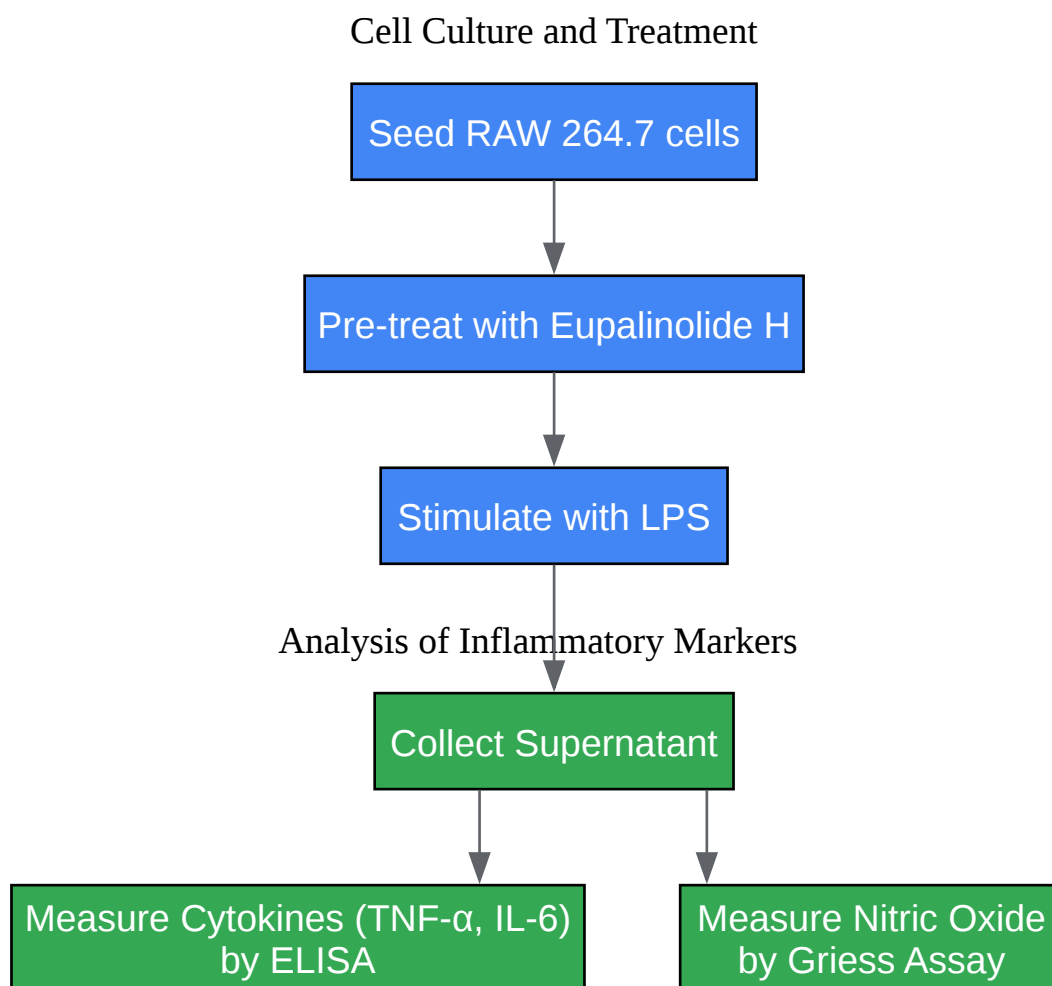 Cell Culture and Treatment
Seed RAW 264.7 cells
Pre-treat with Eupalinolide H
Stimulate with LPS
Analysis of Inflammatory Markers
Collect Supernatant
Measure Cytokines (TNF-α, IL-6)
by ELISA
Measure Nitric Oxide
by Griess Assay